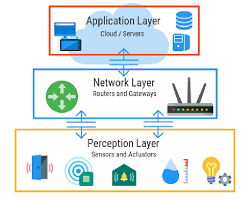 Application Layer
Cloud / Servers
Network Layer
Routers and Gateways
Perception Layer
Sensors and Actuators